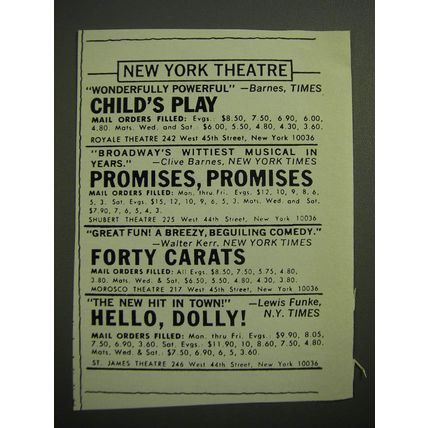 NEW YORK THEATRE
"WONDERFULLY POWERFUL" —Barnes, TIMES
CHILD'S PLAY
MAIL ORDERS FILLED: Evgs.: $8.50, 7.50, 6.90, 6.00,
4.80. Mats. Wed. and Sat.: $6.00, 5.50, 4.80, 4.30, 3.60.
ROYALE THEATRE 242 West 45th Street, New York 10036
"BROADWAY'S WITTIEST MUSICAL IN
YEARS." —Clive Barnes, NEW YORK TIMES
PROMISES, PROMISES
MAIL ORDERS FILLED: Mon. thru Fri. Evgs. $12, 10, 9, 8, 6,
5, 3. Sat. Evgs. $15, 12, 10, 9, 6, 5, 3. Mats. Wed. and Sat.
$7.90, 7, 6, 5, 4, 3.
SHUBERT THEATRE 225 West 44th Street, New York 10036
"GREAT FUN! A BREEZY, BEGUILING COMEDY."
—Walter Kerr, NEW YORK TIMES
FORTY CARATS
MAIL ORDERS FILLED: All Evgs. $8.50, 7.50, 5.75, 4.80,
3.80. Mats. Wed. & Sat. $6.50, 5.50, 4.80, 4.30, 3.80.
MOROSCO THEATRE 217 West 45th Street, New York 10036
"THE NEW HIT IN TOWN!" —Lewis Funke,
N.Y. TIMES
HELLO, DOLLY!
MAIL ORDERS FILLED: Mon. thru Fri. Evgs.: $9.90, 8.05,
7.50, 6.90, 3.60. Sat. Evgs.: $11.90, 10, 8.60, 7.50, 4.80.
Mats. Wed. & Sat.: $7.50, 6.90, 6, 5, 3.60.
ST. JAMES THEATRE 246 West 44th Street, New York 10036